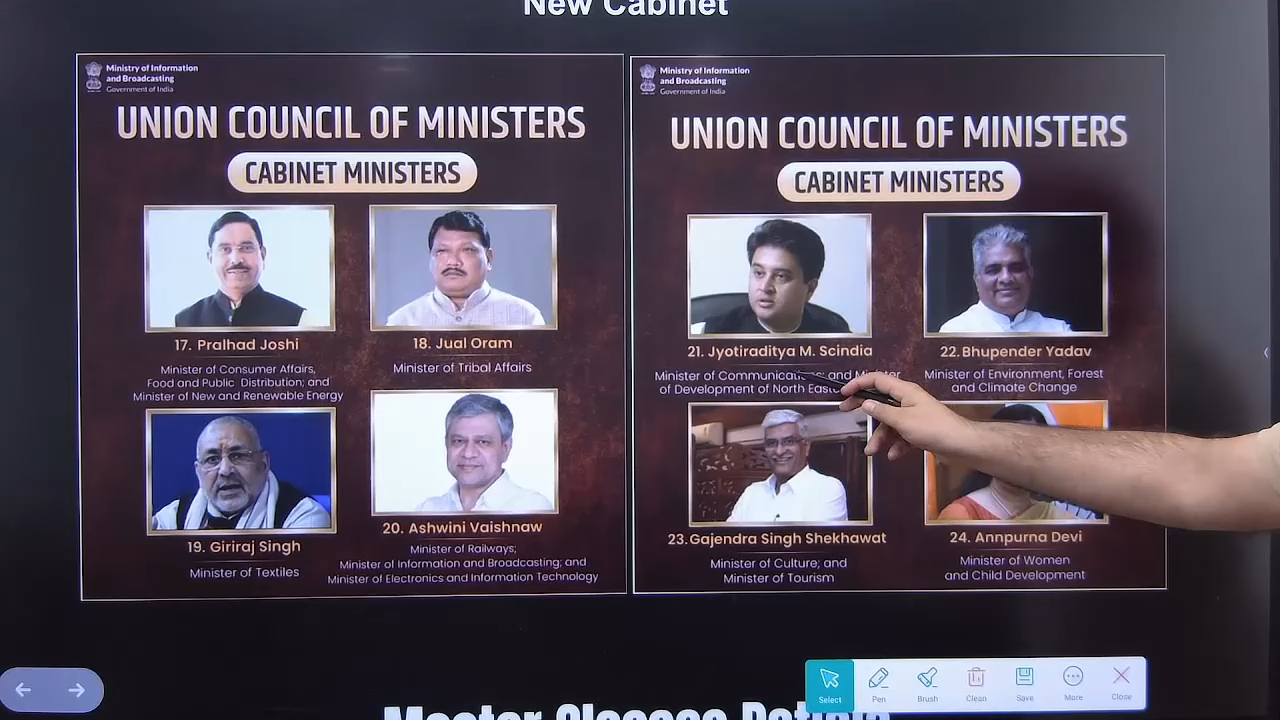 New Cabinet
Ministry of Information
and Broadcasting
Government of India
UNION COUNCIL OF MINISTERS
CABINET MINISTERS
17. Pralhad Joshi
Minister of Consumer Affairs,
Food and Public Distribution; and
Minister of New and Renewable Energy
18. Jual Oram
Minister of Tribal Affairs
19. Giriraj Singh
Minister of Textiles
20. Ashwini Vaishnaw
Minister of Railways;
Minister of Information and Broadcasting; and
Minister of Electronics and Information Technology
Ministry of Information
and Broadcasting
Government of India
UNION COUNCIL OF MINISTERS
CABINET MINISTERS
21. Jyotiraditya M. Scindia
Minister of Communications; and Minister
of Development of North
22. Bhupender Yadav
Minister of Environment, Forest
and Climate Change
23. Gajendra Singh Shekhawat
Minister of Culture; and
Minister of Tourism
24. Annpurna Devi
Minister of Women
and Child Development
Select
Pen
Brush
Clean
Save
More
Close